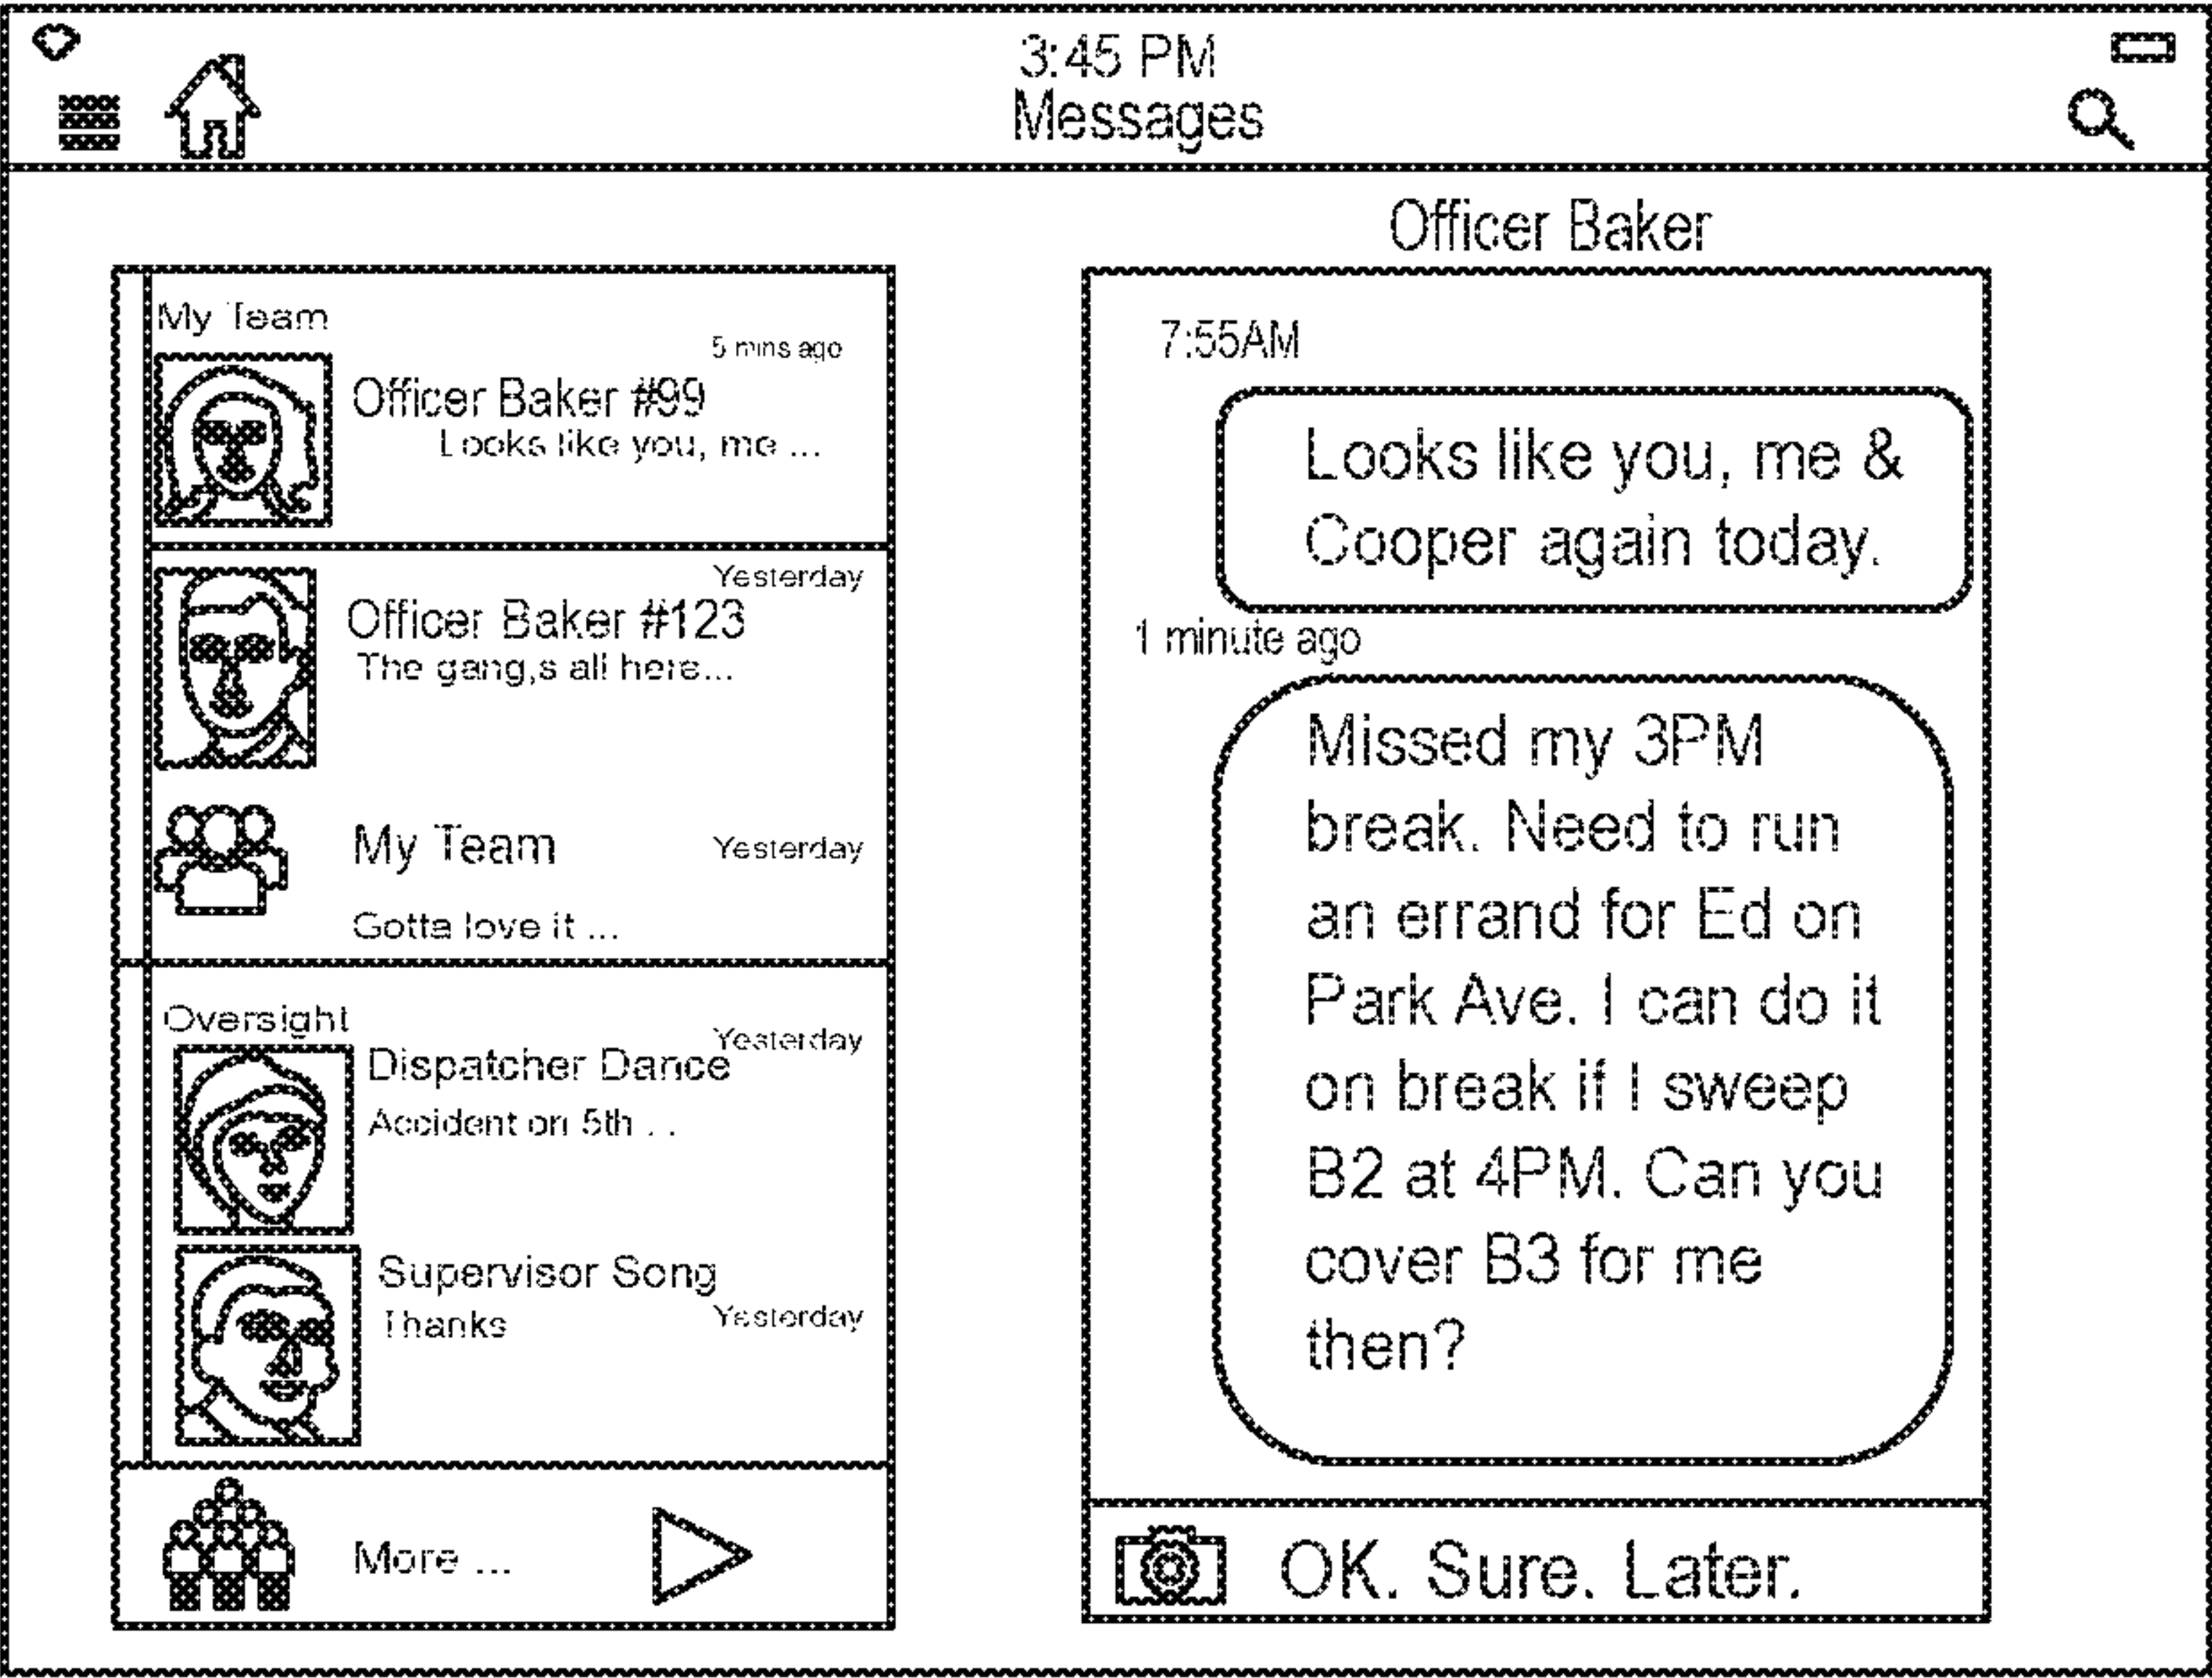 3:45 PM
Messages
My Team
5 mins ago
Officer Baker #99
Looks like you, me ...
Yesterday
Officer Baker #123
The gang,s all here...
My Team
Yesterday
Gotta love it ...
Oversight
Yesterday
Dispatcher Dance
Accident on 5th . .
Supervisor Song
Thanks
Yesterday
More ...
Officer Baker
7:55AM
Looks like you, me &
Cooper again today.
1 minute ago
Missed my 3PM
break. Need to run
an errand for Ed on
Park Ave. I can do it
on break if I sweep
B2 at 4PM. Can you
cover B3 for me
then?
OK. Sure. Later.